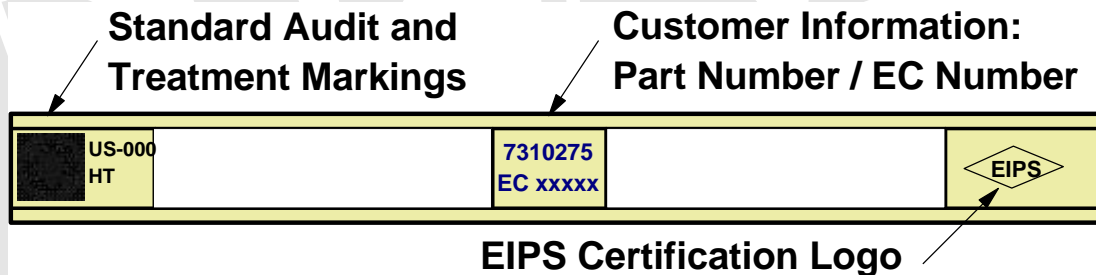 Standard Audit and
Treatment Markings
Customer Information:
Part Number / EC Number
US-000
HT
7310275
EC xxxxx
EIPS
EIPS Certification Logo